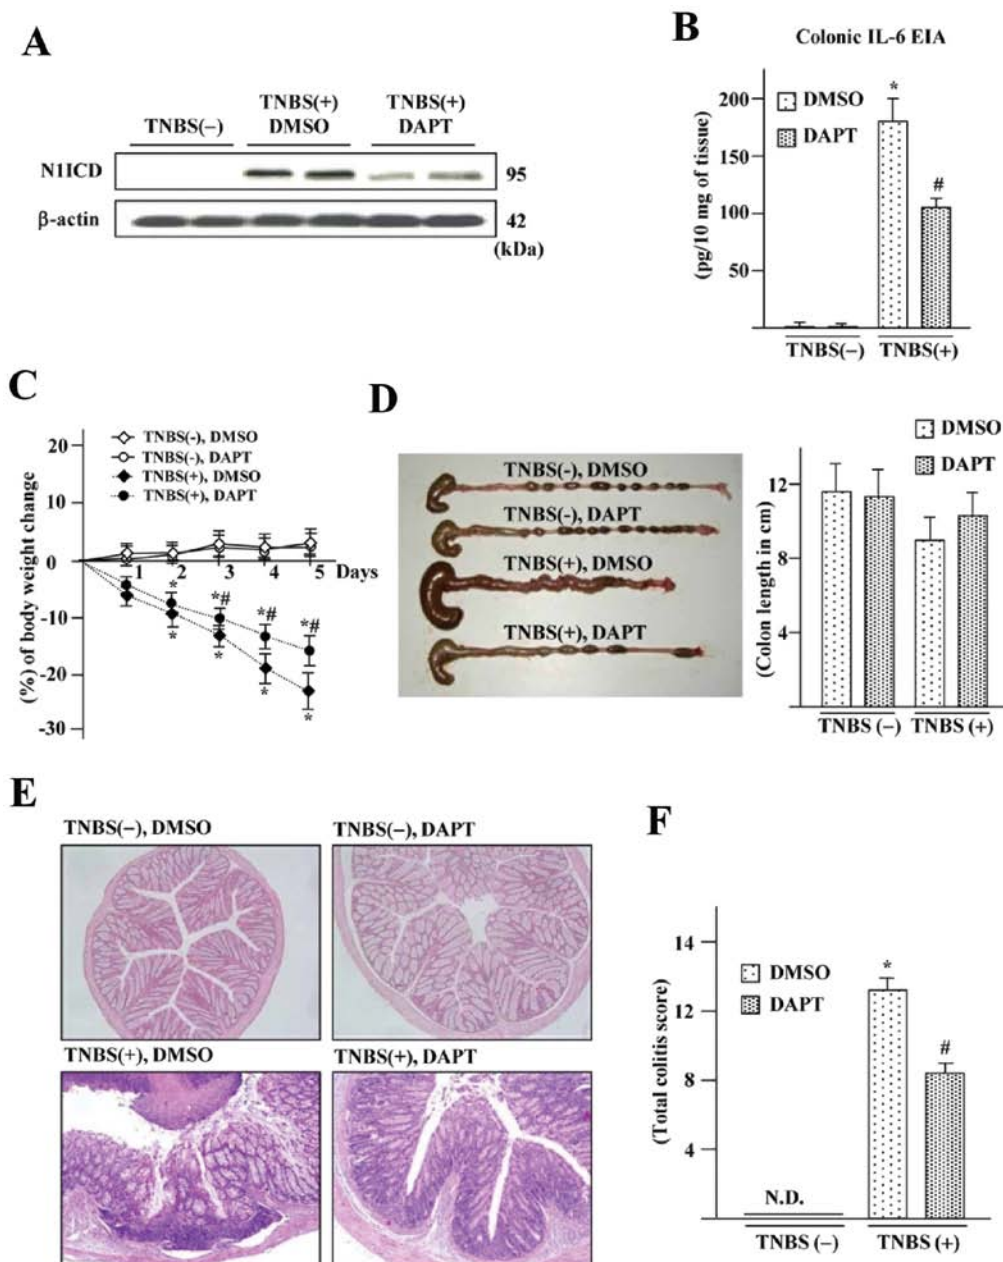 A
TNBS(+) TNBS(+)
TNBS(−) DMSO DAPT
N1ICD 95
β-actin 42
(kDa)
B
Colonic IL-6 EIA
(pg/10 mg of tissue)
200
150
100
50
DMSO
DAPT
*
#
TNBS(−) TNBS(+)
C
(%) of body weight change
20
10
0
-10
-20
-30
TNBS(-), DMSO
TNBS(-), DAPT
TNBS(+), DMSO
TNBS(+), DAPT
1 2 3 4 5 Days
* *# *# *#
* * * *
D
TNBS(-), DMSO
TNBS(-), DAPT
TNBS(+), DMSO
TNBS(+), DAPT
(Colon length in cm)
12
8
4
DMSO
DAPT
TNBS (−) TNBS (+)
E
TNBS(−), DMSO TNBS(−), DAPT
TNBS(+), DMSO TNBS(+), DAPT
F
(Total colitis score)
14
12
8
4
DMSO
DAPT
*
#
N.D.
TNBS (−) TNBS (+)